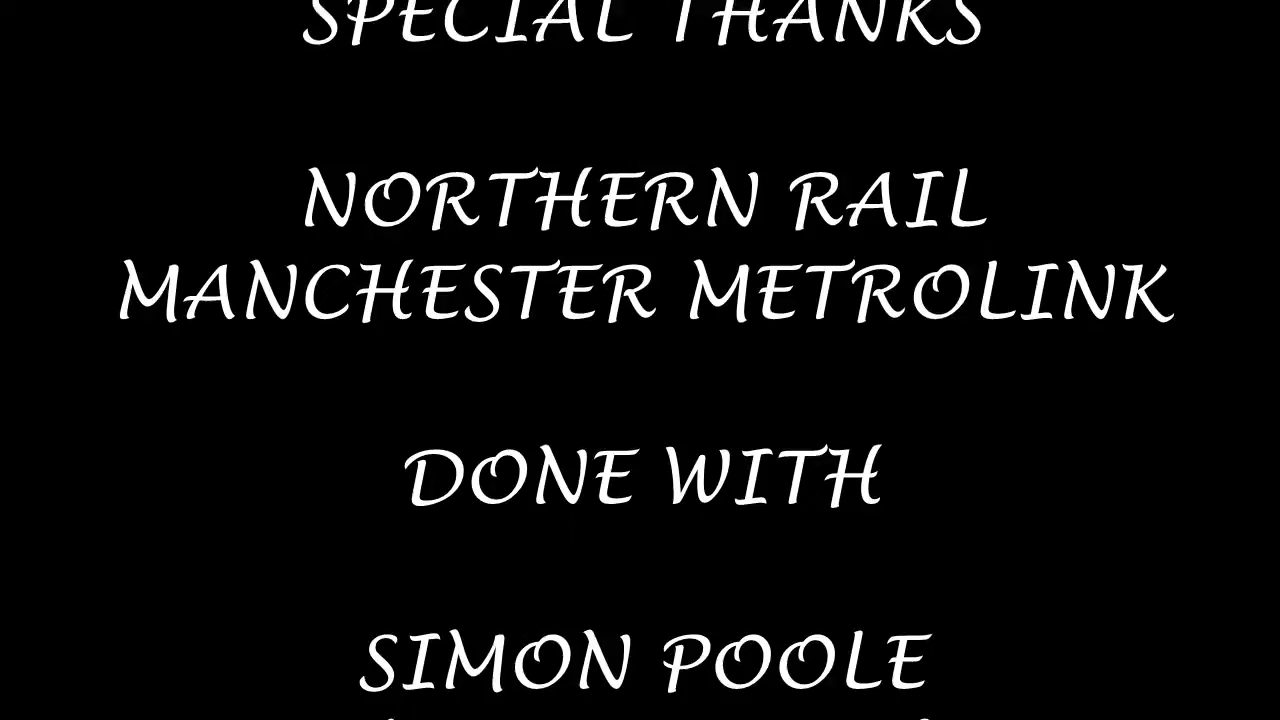 SPECIAL THANKS
NORTHERN RAIL
MANCHESTER METROLINK
DONE WITH
SIMON POOLE